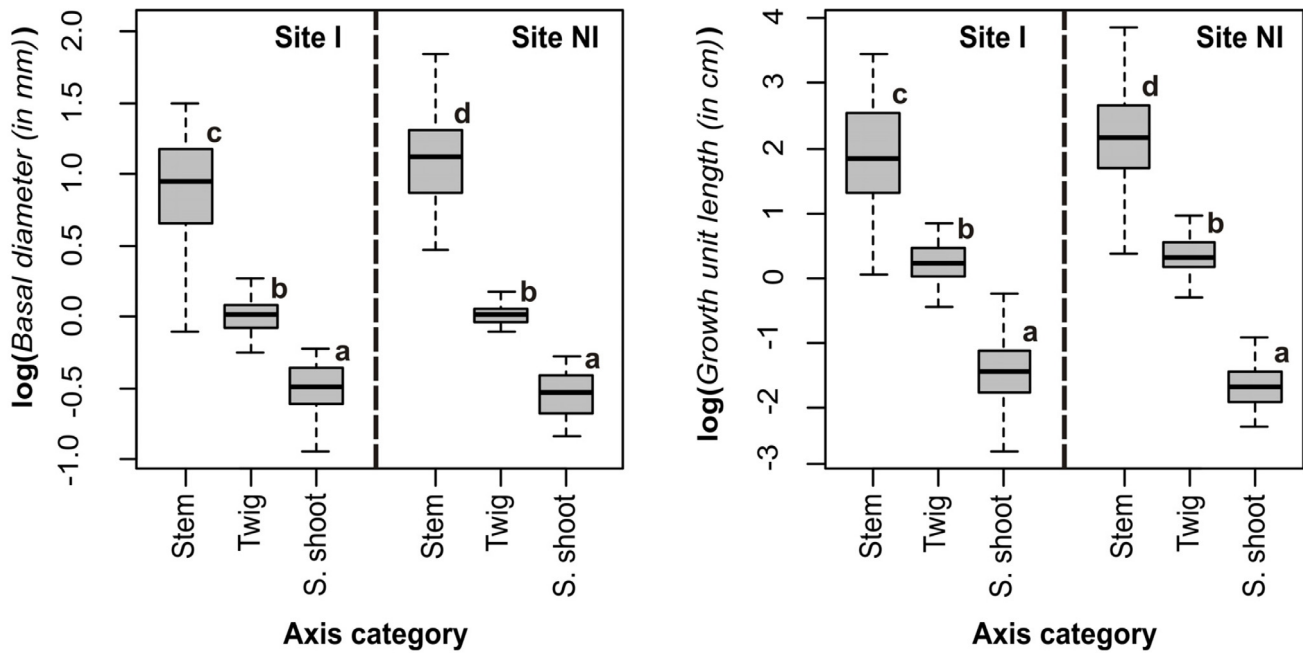 log(Basal diameter (in mm))
2.0
1.5
1.0
0.5
0.0
-0.5
-1.0
Site I
Site NI
c
b
a
d
b
a
Stem
Twig
S. shoot
Stem
Twig
S. shoot
Axis category
log(Growth unit length (in cm))
4
3
2
1
0
-1
-2
-3
Site I
Site NI
c
b
a
d
b
a
Stem
Twig
S. shoot
Stem
Twig
S. shoot
Axis category